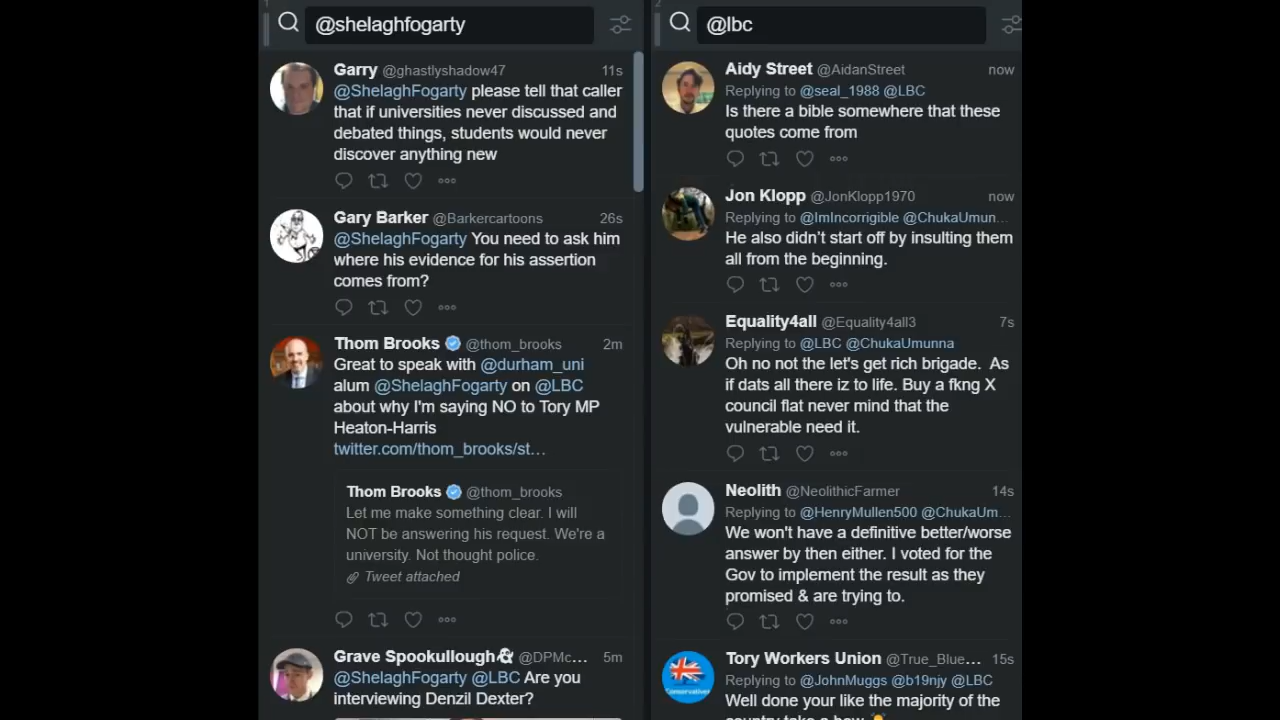 1
@shelaghfogarty
Garry @ghastlyshadow47 11s
@ShelaghFogarty please tell that caller
that if universities never discussed and
debated things, students would never
discover anything new
Gary Barker @Barkercartoons 26s
@ShelaghFogarty You need to ask him
where his evidence for his assertion
comes from?
Thom Brooks @thom_brooks 2m
Great to speak with @durham_uni
alum @ShelaghFogarty on @LBC
about why I'm saying NO to Tory MP
Heaton-Harris
twitter.com/thom_brooks/st…
Thom Brooks @thom_brooks
Let me make something clear. I will
NOT be answering his request. We're a
university. Not thought police.
Tweet attached
Grave Spookullough @DPMc... 5m
@ShelaghFogarty @LBC Are you
interviewing Denzil Dexter?
2
@lbc
Aidy Street @AidanStreet now
Replying to @seal_1988 @LBC
Is there a bible somewhere that these
quotes come from
Jon Klopp @JonKlopp1970 now
Replying to @ImIncorrigible @ChukaUmun...
He also didn’t start off by insulting them
all from the beginning.
Equality4all @Equality4all3 7s
Replying to @LBC @ChukaUmunna
Oh no not the let's get rich brigade. As
if dats all there iz to life. Buy a fkng X
council flat never mind that the
vulnerable need it.
Neolith @NeolithicFarmer 14s
Replying to @HenryMullen500 @ChukaUm...
We won't have a definitive better/worse
answer by then either. I voted for the
Gov to implement the result as they
promised & are trying to.
Tory Workers Union @True_Blue... 15s
Replying to @JohnMuggs @b19njy @LBC
Well done your like the majority of the
country take a bow
Conservatives